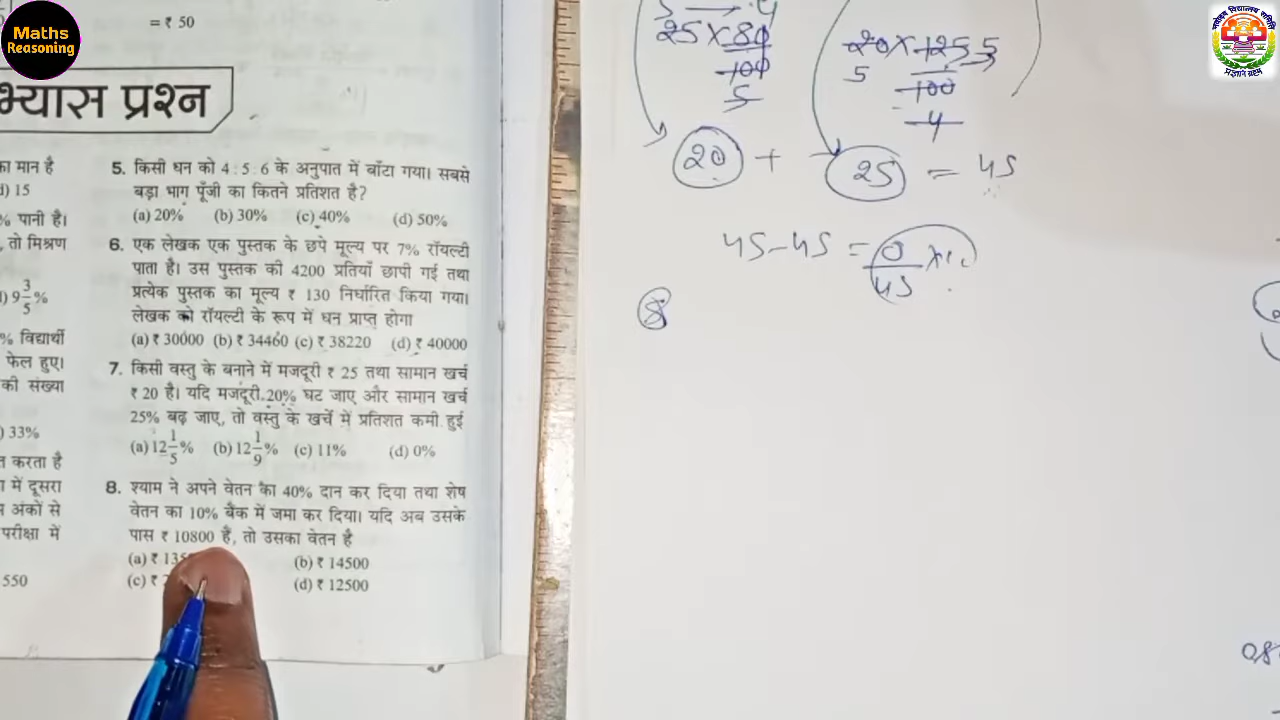 Maths
Reasoning
= ₹ 50
भ्यास प्रश्न
का मान है
) 15
% पानी है।
, तो मिश्रण
) 9 3/5 %
% विद्यार्थी
फेल हुए।
की संख्या
) 33%
त करता है
ा में दूसरा
अंकों से
परीक्षा में
550
5. किसी धन को 4 : 5 : 6 के अनुपात में बाँटा गया। सबसे
बड़ा भाग पूँजी का कितने प्रतिशत है?
(a) 20% (b) 30% (c) 40% (d) 50%
6. एक लेखक एक पुस्तक के छपे मूल्य पर 7% रॉयल्टी
पाता है। उस पुस्तक की 4200 प्रतियाँ छापी गई तथा
प्रत्येक पुस्तक का मूल्य ₹ 130 निर्धारित किया गया।
लेखक को रॉयल्टी के रूप में धन प्राप्त होगा
(a) ₹ 30000 (b) ₹ 34460 (c) ₹ 38220 (d) ₹ 40000
7. किसी वस्तु के बनाने में मजदूरी ₹ 25 तथा सामान खर्च
₹ 20 है। यदि मजदूरी 20% घट जाए और सामान खर्च
25% बढ़ जाए, तो वस्तु के खर्चे में प्रतिशत कमी हुई
(a) 12 1/5 % (b) 12 1/9 % (c) 11% (d) 0%
8. श्याम ने अपने वेतन का 40% दान कर दिया तथा शेष
वेतन का 10% बैंक में जमा कर दिया। यदि अब उसके
पास ₹ 10800 हैं, तो उसका वेतन है
(a) ₹ 135 (b) ₹ 14500
(c) ₹ (d) ₹ 12500
25 × 80
100
5
20 × 125 5
5
100
4
20 + 25 = 45
45 - 45 = 0
45
8